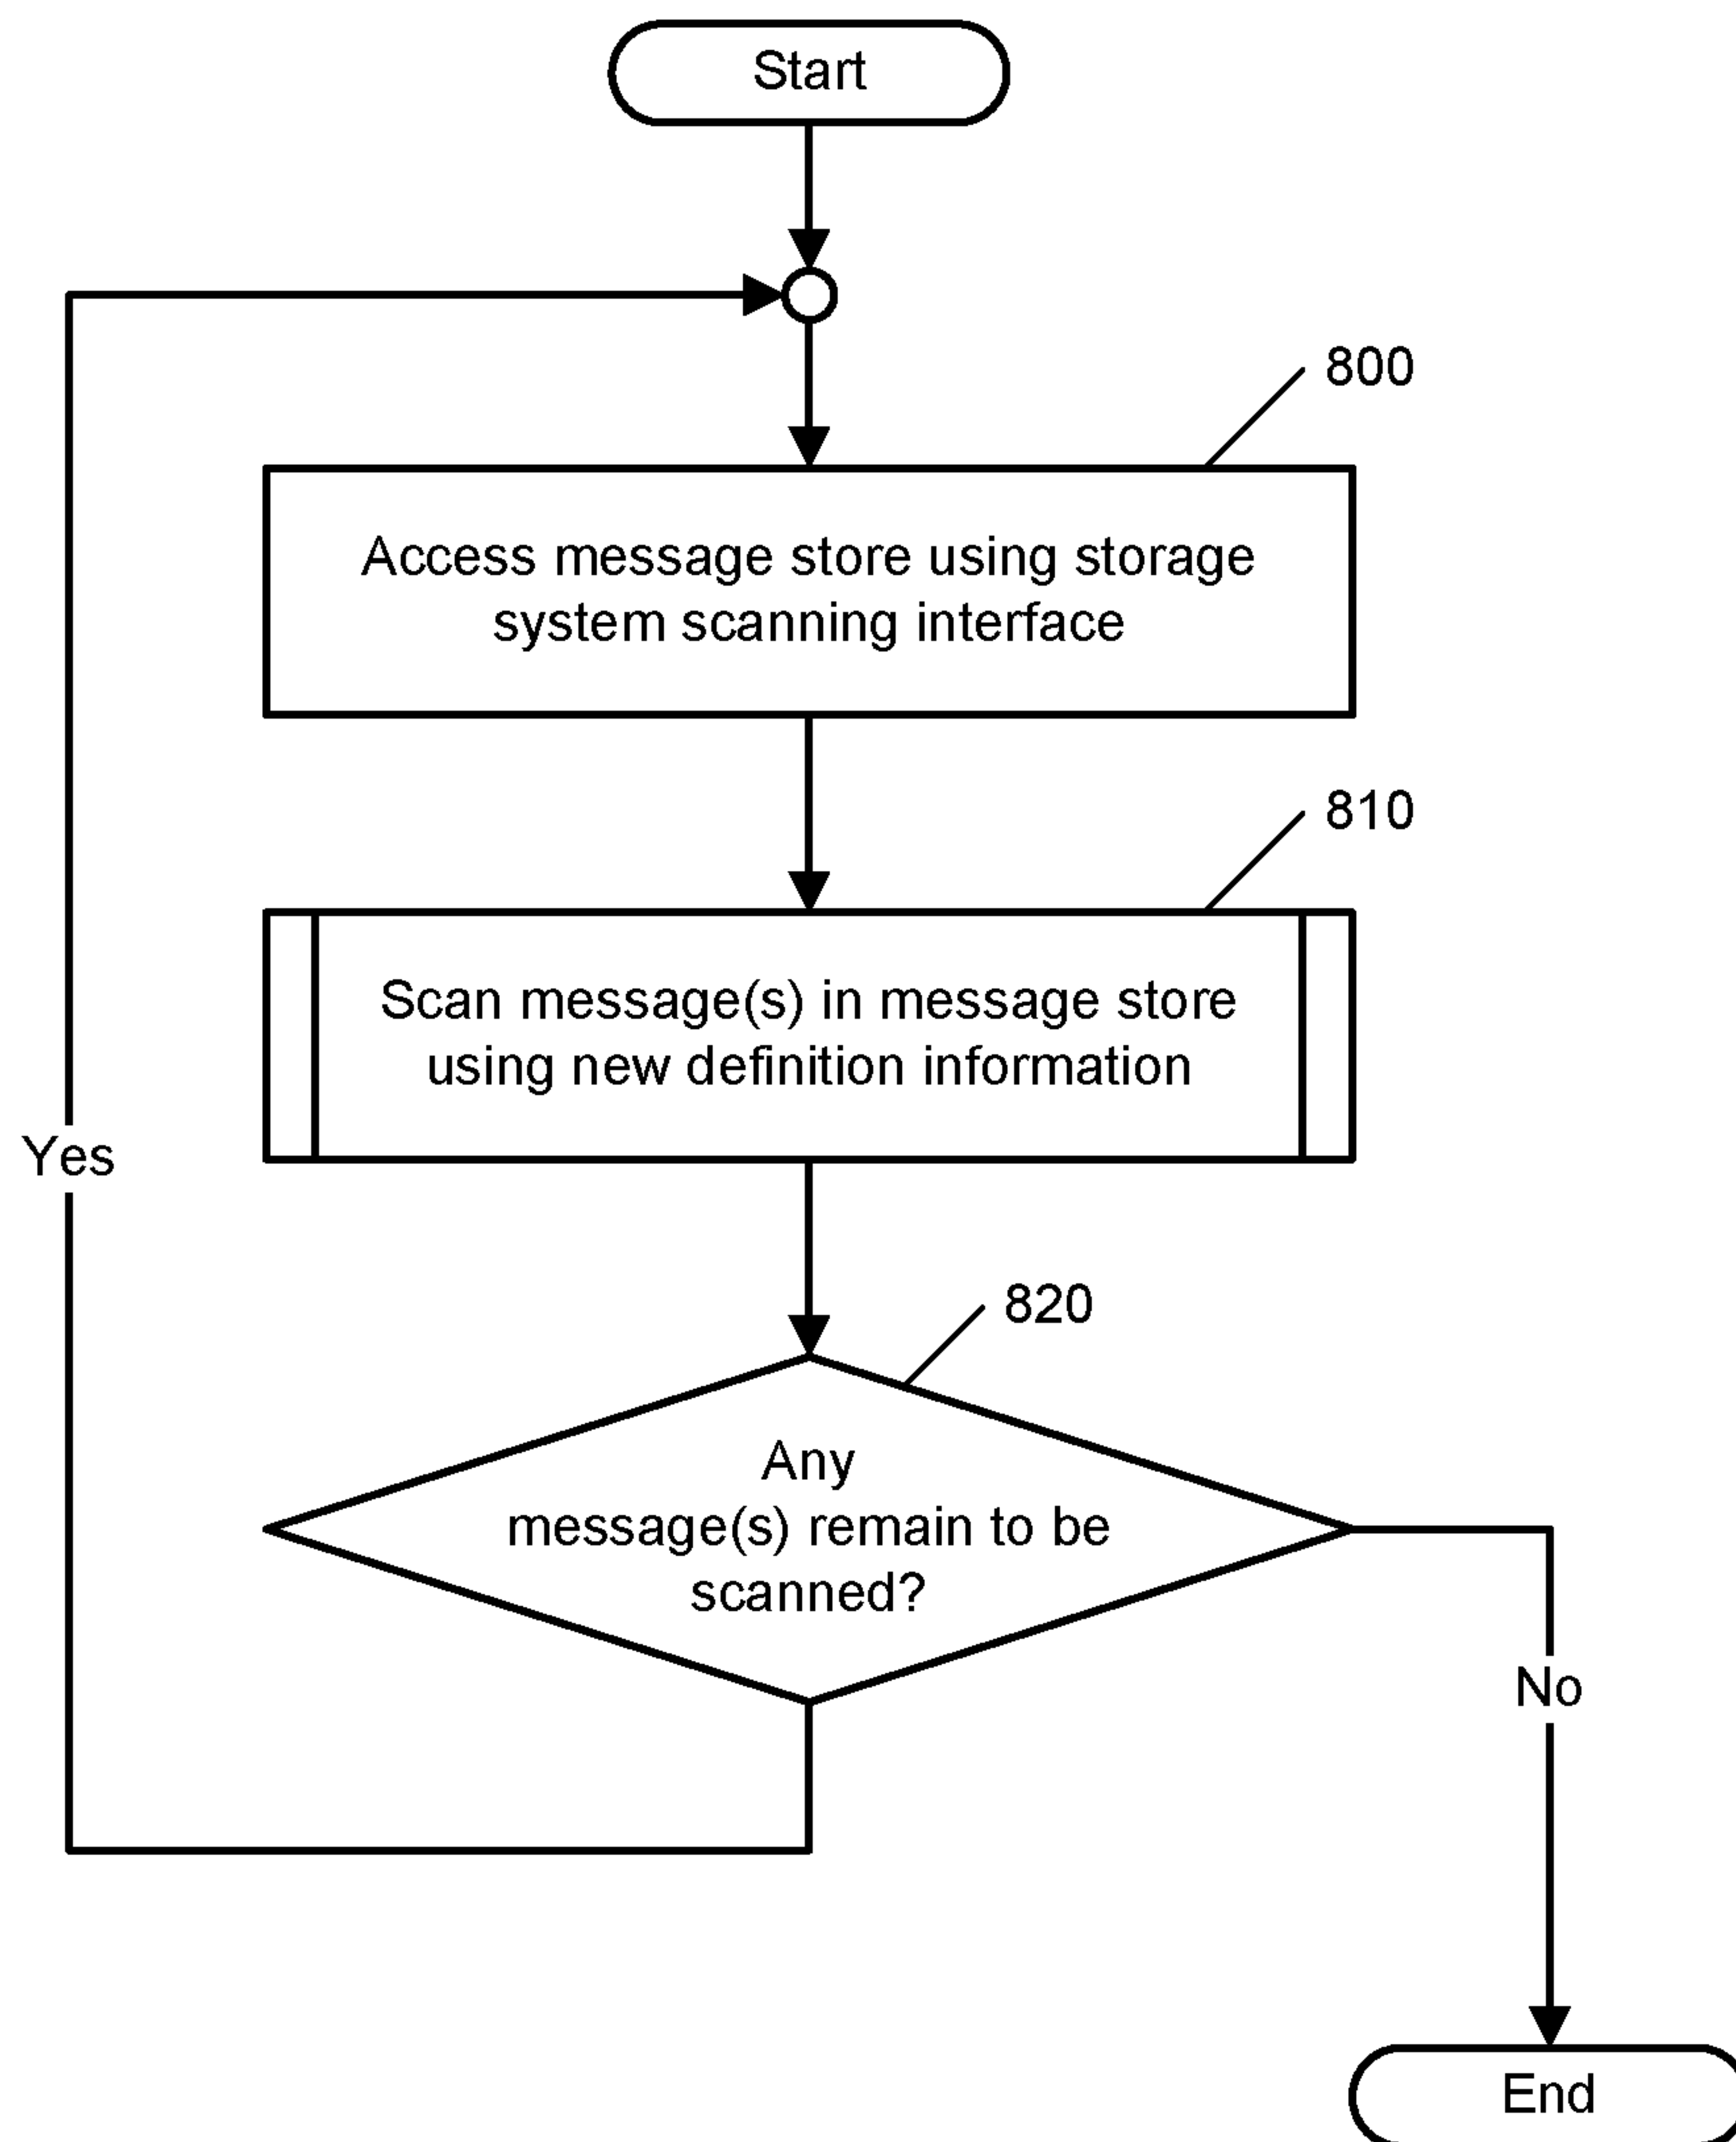 Start
800
Access message store using storage
system scanning interface
810
Scan message(s) in message store
using new definition information
Yes
820
Any
message(s) remain to be
scanned?
No
End